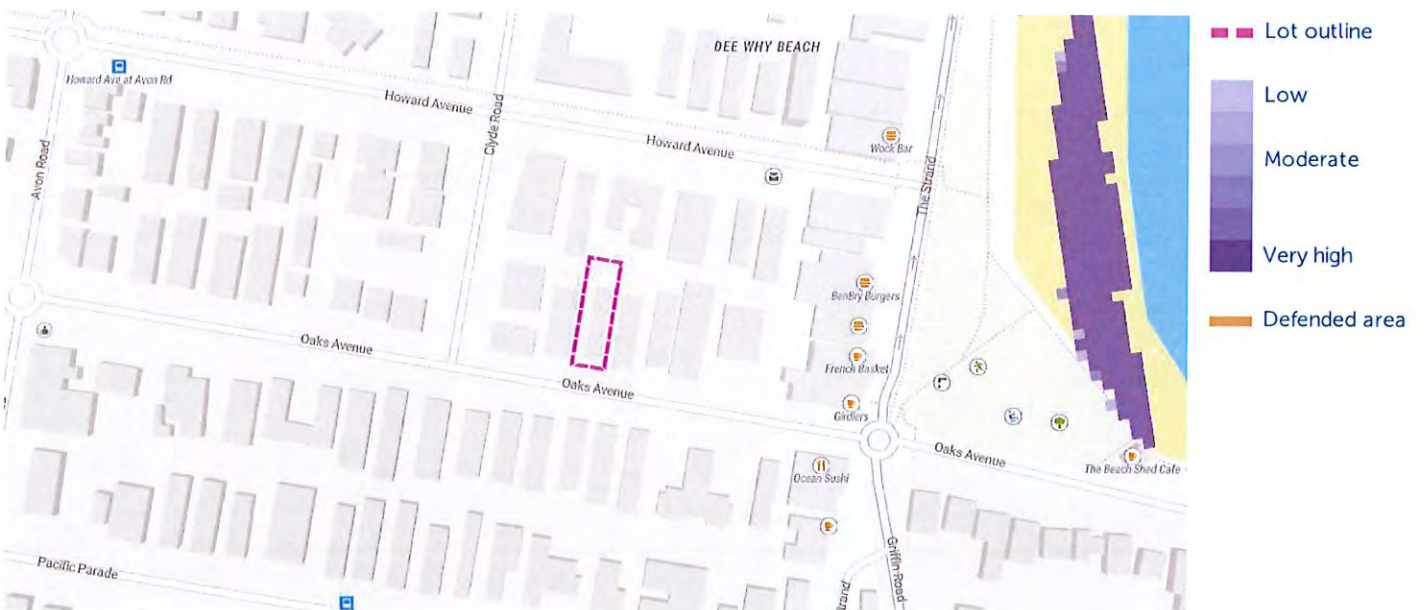 DEE WHY BEACH
Howard Ave at Avon Rd
Howard Avenue
Clyde Road
Howard Avenue
Wock Bar
Avon Road
The Strand
BenBry Burgers
Oaks Avenue
French Basket
Oaks Avenue
Girdlers
Oaks Avenue
The Beach Shed Cafe
Ocean Sushi
Pacific Parade
Griffin Road
trand
Lot outline
Low
Moderate
Very high
Defended area